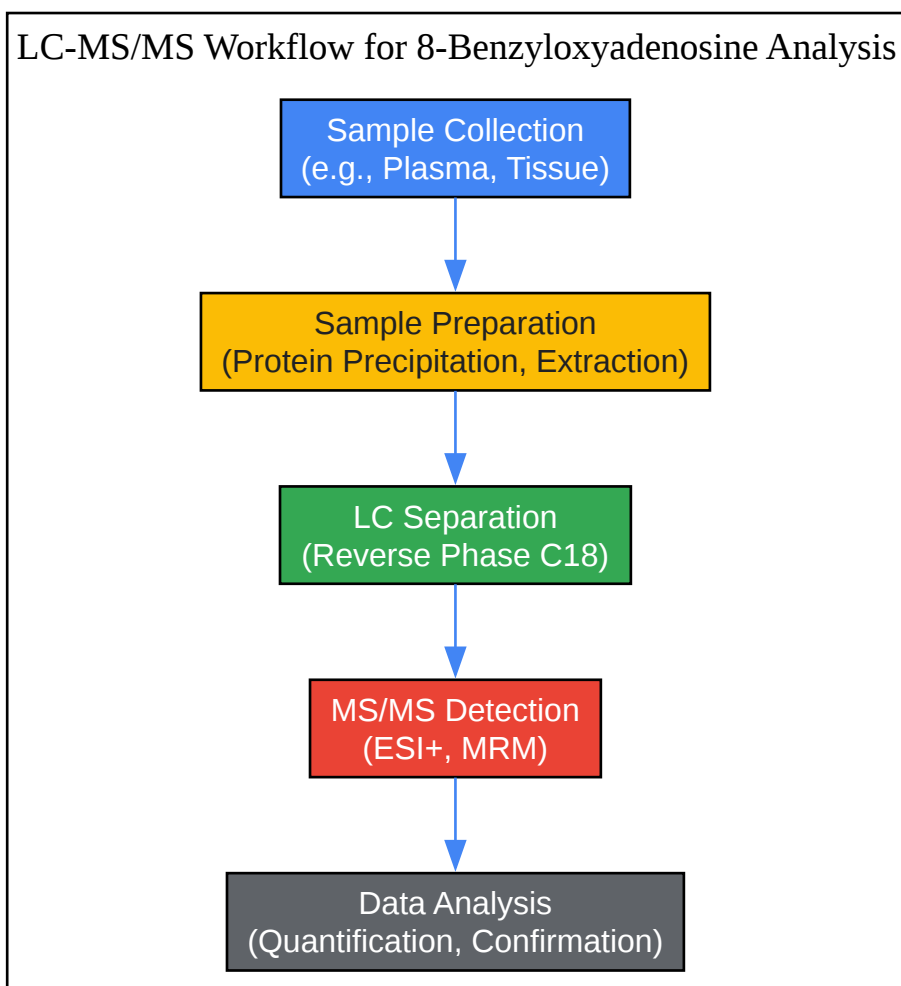 LC-MS/MS Workflow for 8-Benzyloxyadenosine Analysis
Sample Collection
(e.g., Plasma, Tissue)
Sample Preparation
(Protein Precipitation, Extraction)
LC Separation
(Reverse Phase C18)
MS/MS Detection
(ESI+, MRM)
Data Analysis
(Quantification, Confirmation)